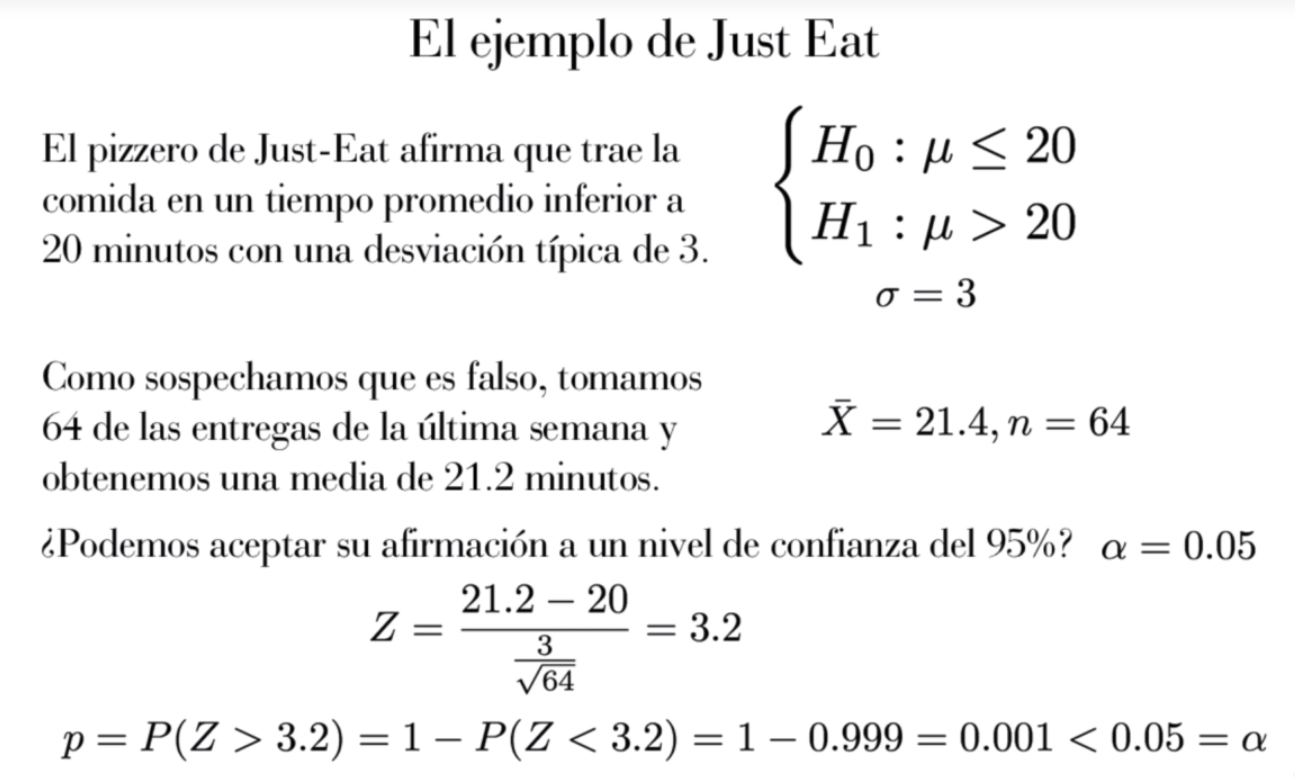 El ejemplo de Just Eat
El pizzero de Just-Eat afirma que trae la
comida en un tiempo promedio inferior a
20 minutos con una desviación típica de 3.
H₀ : μ ≤ 20
H₁ : μ > 20
σ = 3
Como sospechamos que es falso, tomamos
64 de las entregas de la última semana y
obtenemos una media de 21.2 minutos.
X̄ = 21.4, n = 64
¿Podemos aceptar su afirmación a un nivel de confianza del 95%? α = 0.05
Z = (21.2 − 20) / (3 / √64) = 3.2
p = P(Z > 3.2) = 1 − P(Z < 3.2) = 1 − 0.999 = 0.001 < 0.05 = α